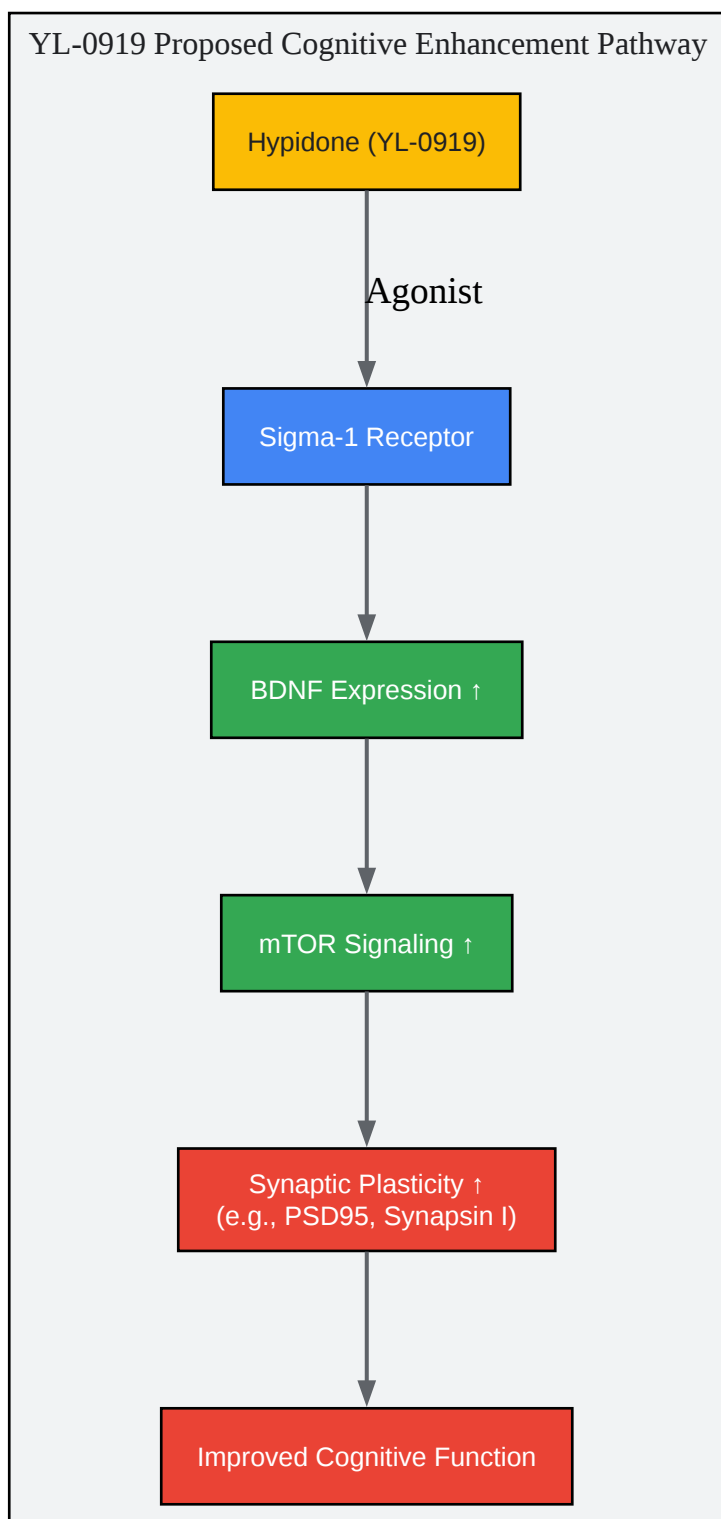 YL-0919 Proposed Cognitive Enhancement Pathway
Hypidone (YL-0919)
Agonist
Sigma-1 Receptor
BDNF Expression ↑
mTOR Signaling ↑
Synaptic Plasticity ↑
(e.g., PSD95, Synapsin I)
Improved Cognitive Function